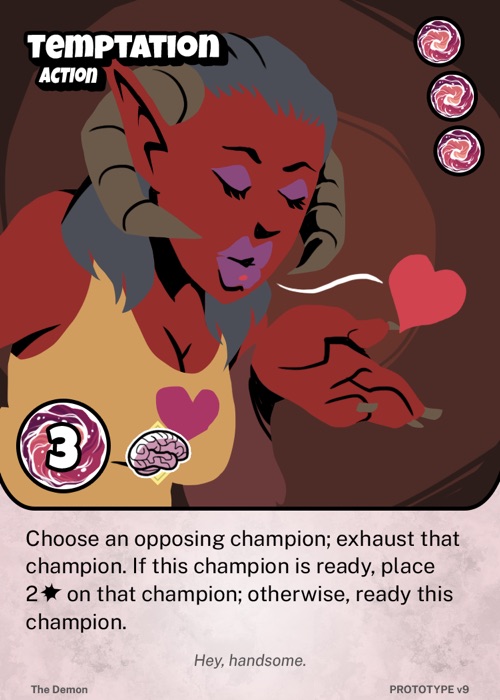 TEMPTATION
ACTION
3
Choose an opposing champion; exhaust that
champion. If this champion is ready, place
2✹ on that champion; otherwise, ready this
champion.
Hey, handsome.
The Demon
PROTOTYPE v9